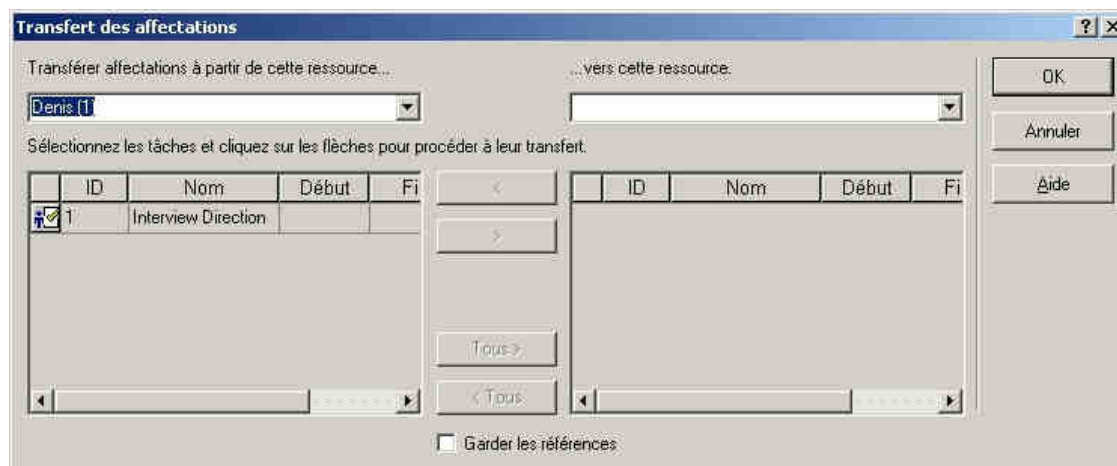 Transfert des affectations
Transférer affectations à partir de cette ressource...
...vers cette ressource.
OK
Denis (1)
Annuler
Sélectionnez les tâches et cliquez sur les flèches pour procéder à leur transfert.
ID Nom Début Fi
<
ID Nom Début Fi
Aide
1 Interview Direction
>
Tous >
< Tous
Garder les références